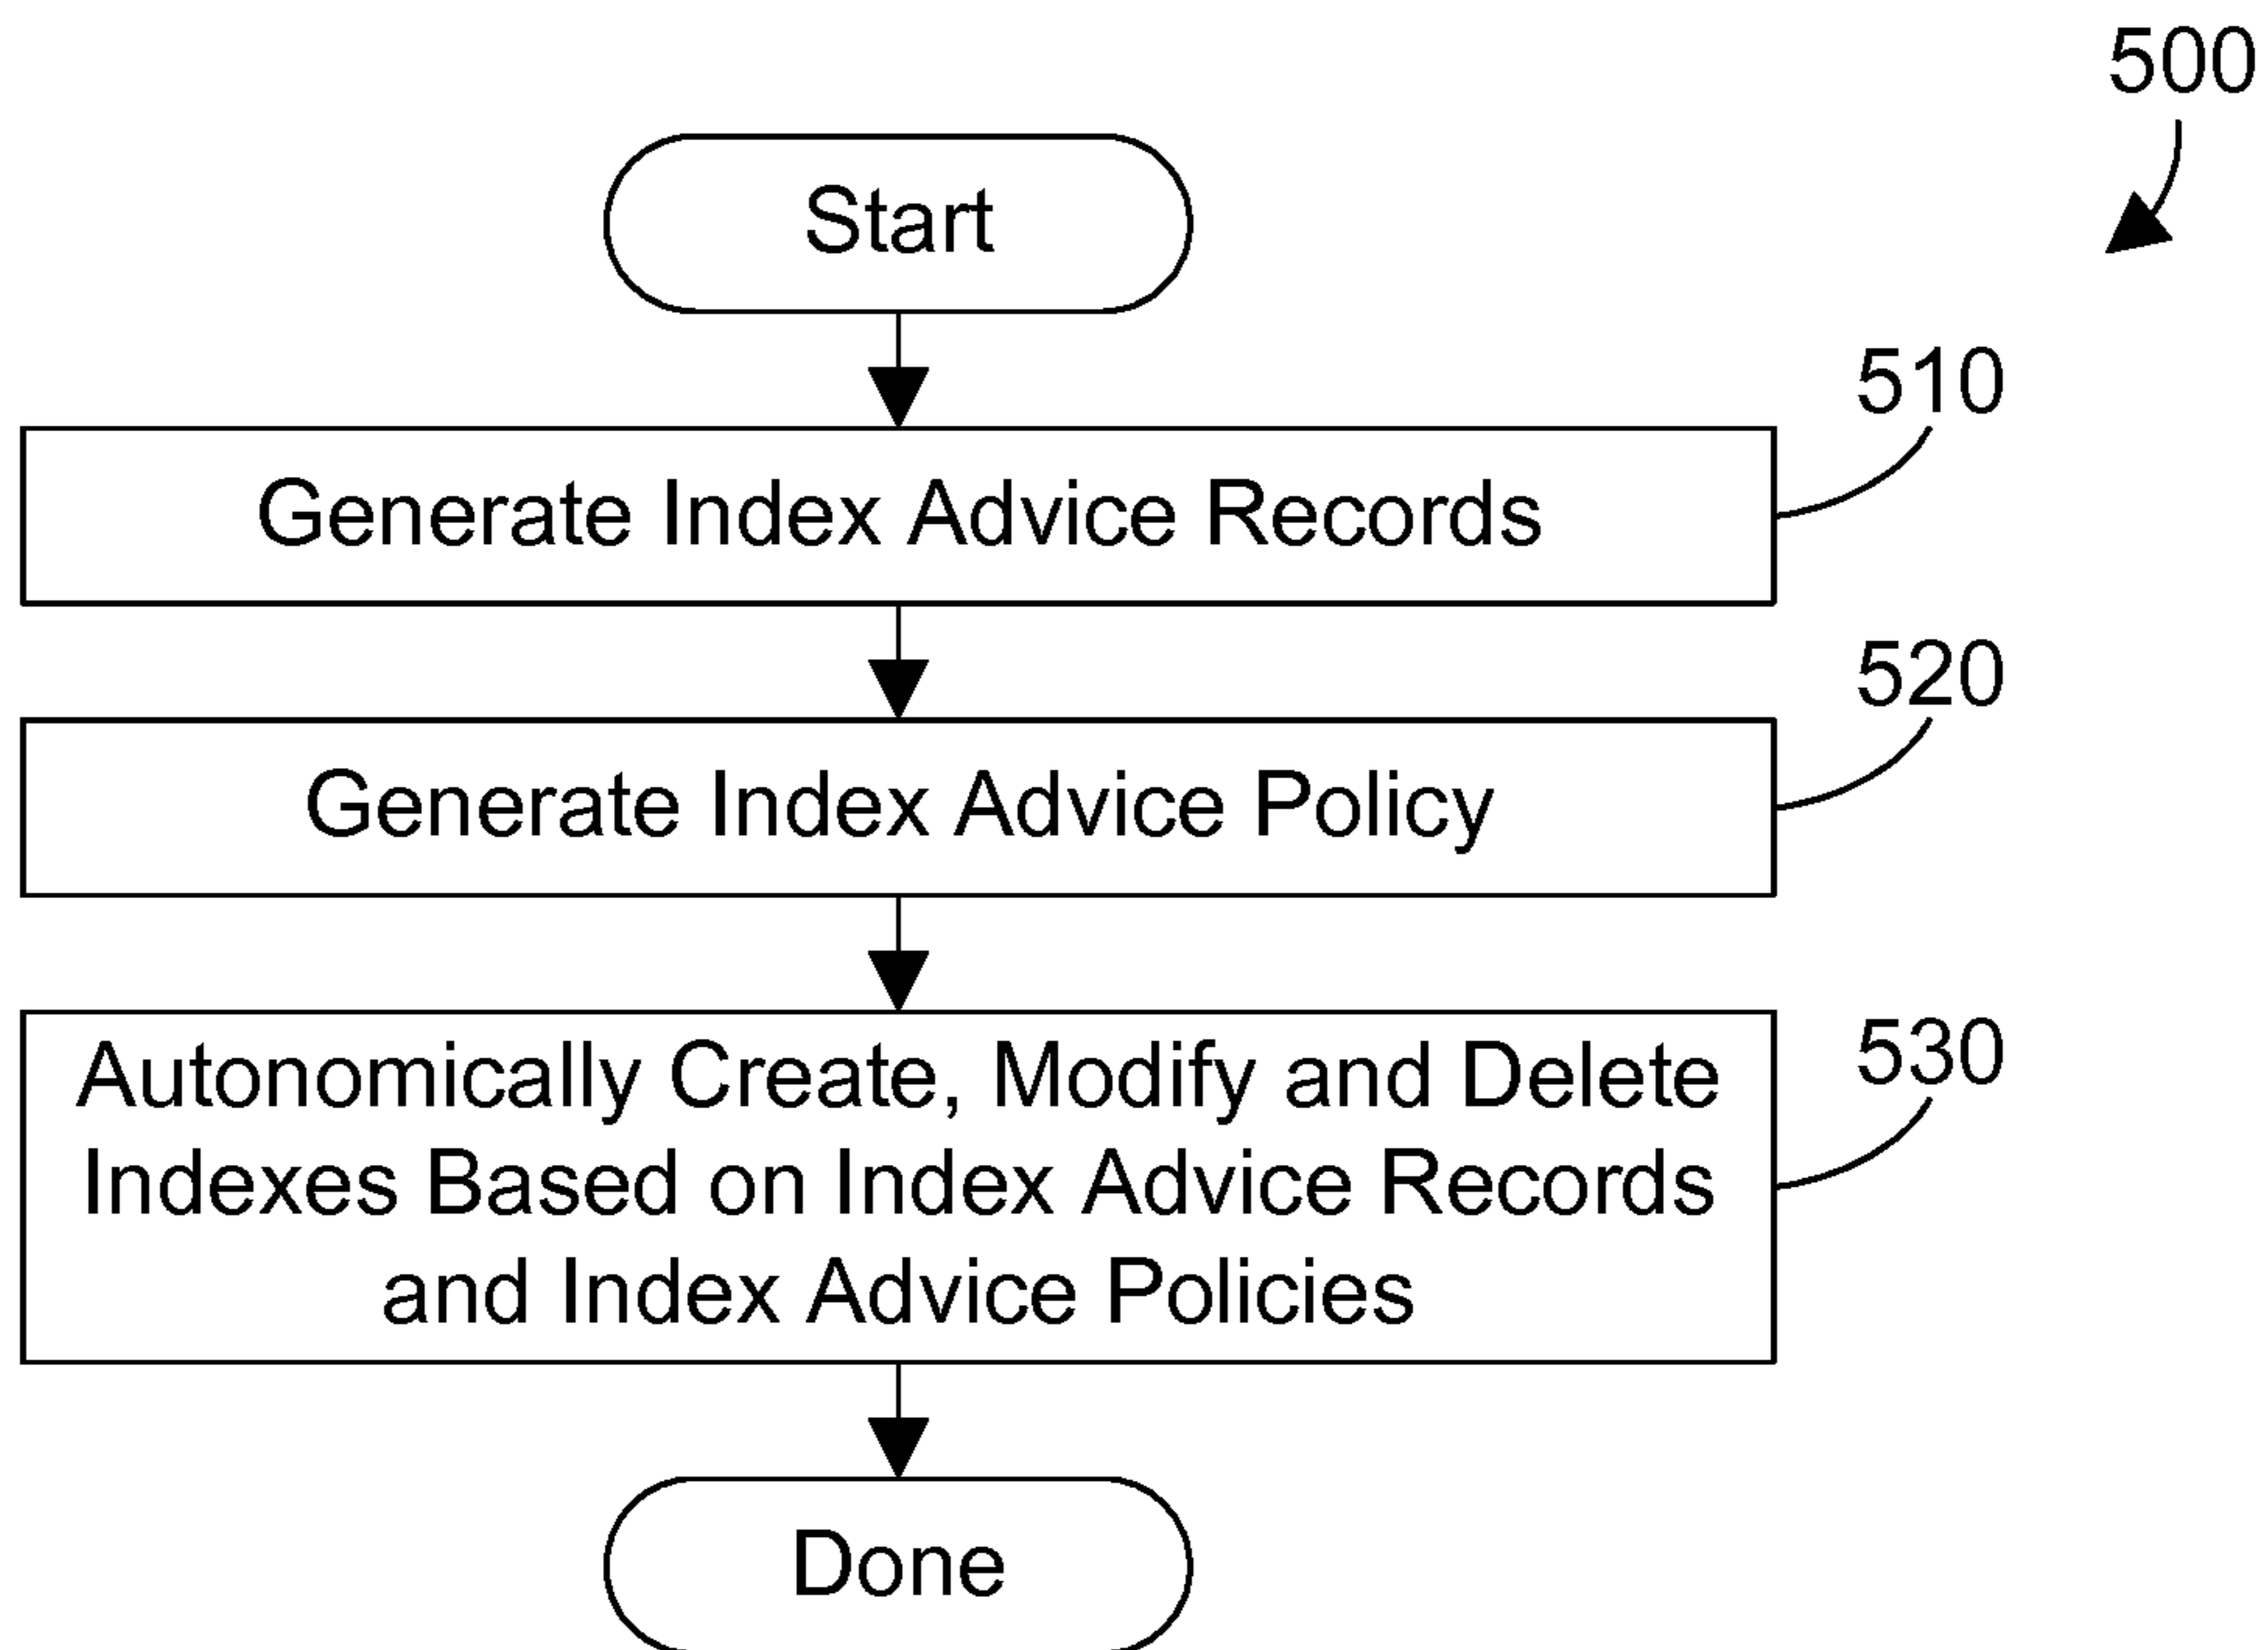 500
Start
510
Generate Index Advice Records
520
Generate Index Advice Policy
530
Autonomically Create, Modify and Delete
Indexes Based on Index Advice Records
and Index Advice Policies
Done